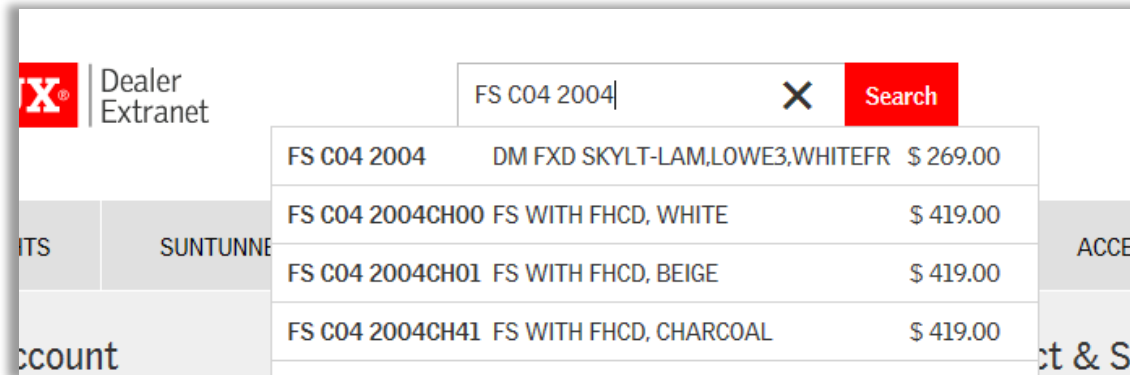 UX®
Dealer
Extranet
FS C04 2004
Search
FS C04 2004 DM FXD SKYLT-LAM,LOWE3,WHITEFR $ 269.00
FS C04 2004CH00 FS WITH FHCD, WHITE $ 419.00
HTS SUNTUNNE ACCE
FS C04 2004CH01 FS WITH FHCD, BEIGE $ 419.00
FS C04 2004CH41 FS WITH FHCD, CHARCOAL $ 419.00
ccount ct & S